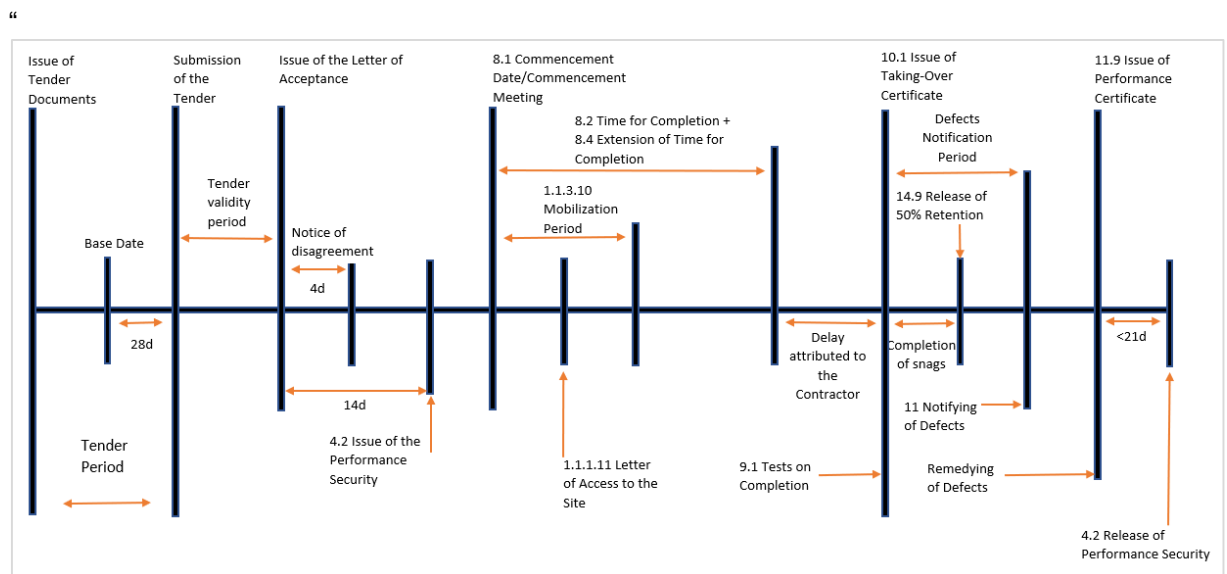 “
Issue of
Tender
Documents
Submission
of the
Tender
Issue of the Letter of
Acceptance
8.1 Commencement
Date/Commencement
Meeting
10.1 Issue of
Taking-Over
Certificate
11.9 Issue of
Performance
Certificate
8.2 Time for Completion +
8.4 Extension of Time for
Completion
Defects
Notification
Period
Tender
validity
period
1.1.3.10
Mobilization
Period
14.9 Release of
50% Retention
Base Date
Notice of
disagreement
4d
28d
Delay
attributed to
the
Contractor
Completion
of snags
<21d
14d
11 Notifying
of Defects
Tender
Period
4.2 Issue of the
Performance
Security
1.1.1.11 Letter
of Access to the
Site
9.1 Tests on
Completion
Remedying
of Defects
4.2 Release of
Performance Security